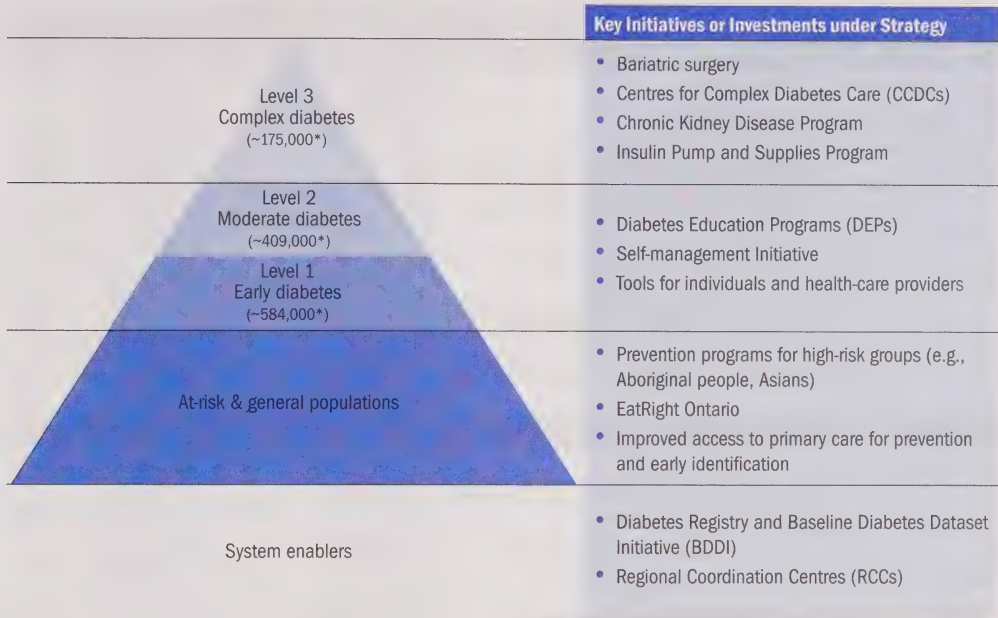 Key Initiatives or Investments under Strategy
Level 3
Complex diabetes
(~175,000*)
• Bariatric surgery
• Centres for Complex Diabetes Care (CCDCs)
• Chronic Kidney Disease Program
• Insulin Pump and Supplies Program
Level 2
Moderate diabetes
(~409,000*)
Level 1
Early diabetes
(~584,000*)
• Diabetes Education Programs (DEPs)
• Self-management Initiative
• Tools for individuals and health-care providers
At-risk & general populations
• Prevention programs for high-risk groups (e.g.,
Aboriginal people, Asians)
• EatRight Ontario
• Improved access to primary care for prevention
and early identification
System enablers
• Diabetes Registry and Baseline Diabetes Dataset
Initiative (BDDI)
• Regional Coordination Centres (RCCs)